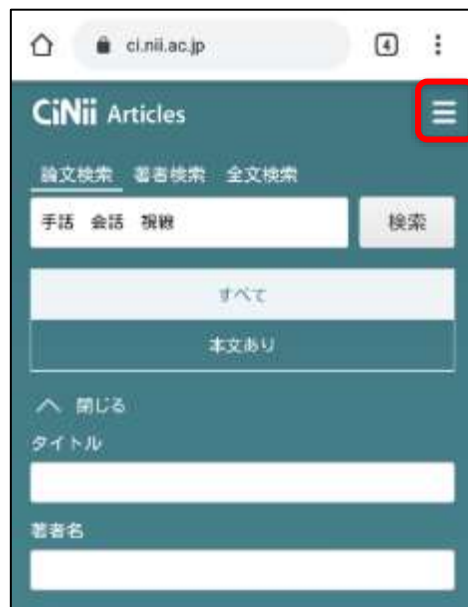 ci.nii.ac.jp 4
CiNii Articles
論文検索 著者検索 全文検索
手話 会話 視線 検索
すべて
本文あり
閉じる
タイトル
著者名